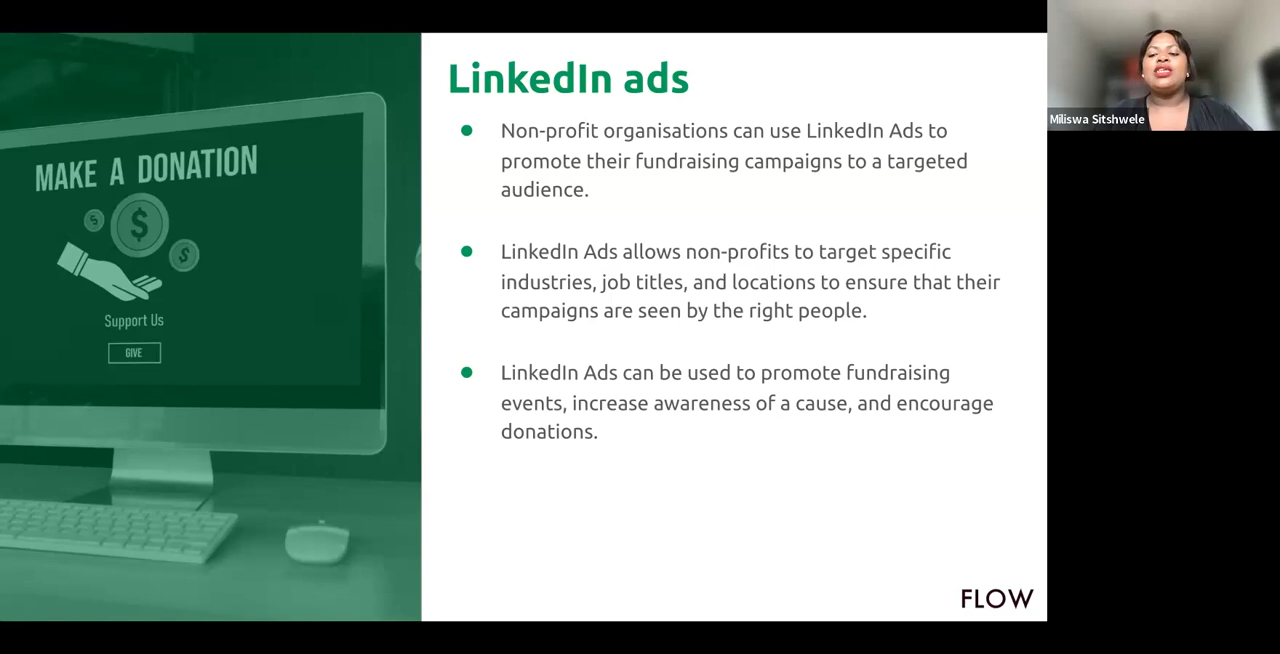 LinkedIn ads
Non-profit organisations can use LinkedIn Ads to
promote their fundraising campaigns to a targeted
audience.
LinkedIn Ads allows non-profits to target specific
industries, job titles, and locations to ensure that their
campaigns are seen by the right people.
LinkedIn Ads can be used to promote fundraising
events, increase awareness of a cause, and encourage
donations.
MAKE A DONATION
$
$
$
Support Us
GIVE
FLOW
Miliswa Sitshwele